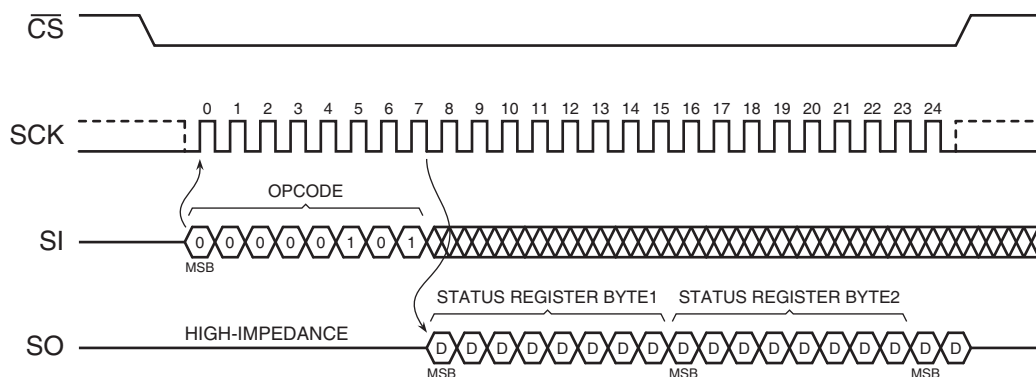 CS
0 1 2 3 4 5 6 7 8 9 10 11 12 13 14 15 16 17 18 19 20 21 22 23 24
SCK
OPCODE
SI 0 0 0 0 0 1 0 1
MSB
STATUS REGISTER BYTE1 STATUS REGISTER BYTE2
HIGH-IMPEDANCE
SO D D D D D D D D D D D D D D D D D D
MSB MSB MSB